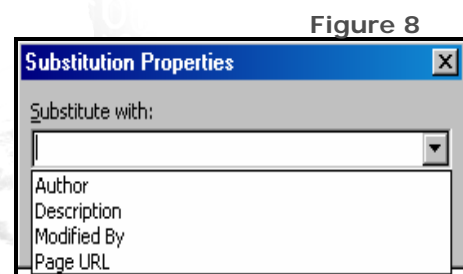 Figure 8
Substitution Properties
Substitute with:
Author
Description
Modified By
Page URL